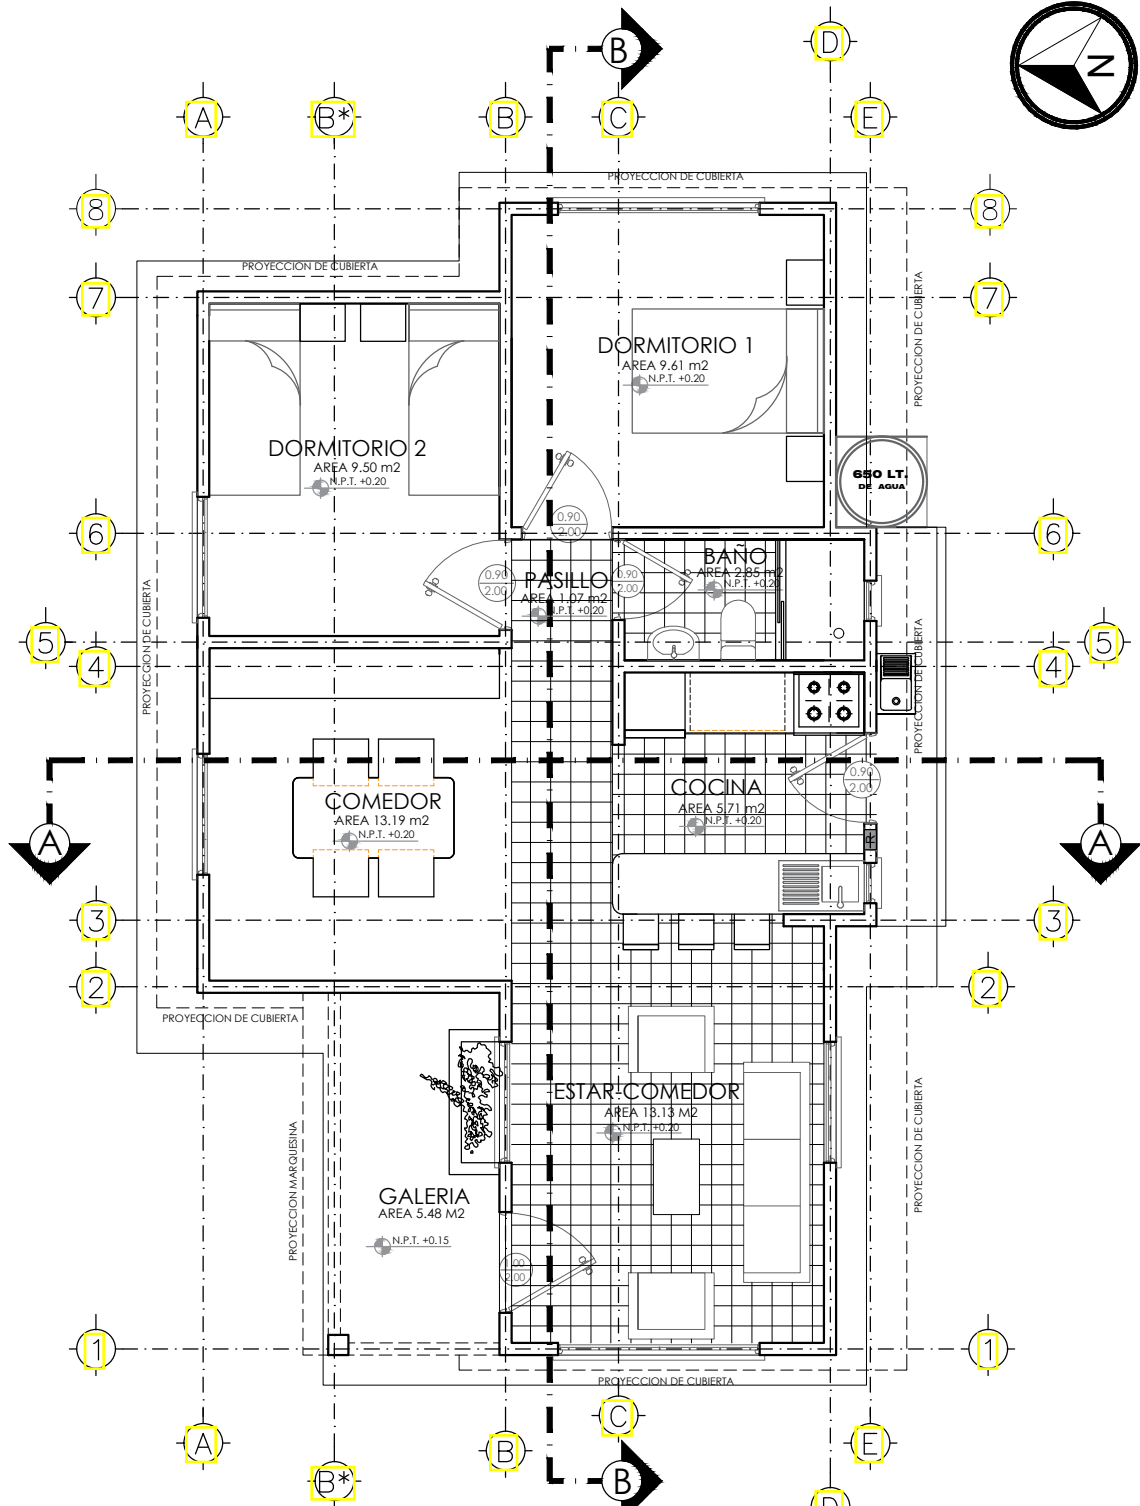 B
D
N
A
B*
B
C
E
PROYECCION DE CUBIERTA
8
8
PROYECCION DE CUBIERTA
7
7
PROYECCION DE CUBIERTA
DORMITORIO 1
AREA 9.61 m2
N.P.T. +0.20
DORMITORIO 2
AREA 9.50 m2
N.P.T. +0.20
650 LT.
DE AGUA
0.90
2.00
6
6
BAÑO
AREA 2.85 m2
N.P.T. +0.20
0.90
2.00
PASILLO
AREA 1.07 m2
N.P.T. +0.20
0.90
2.00
PROYECCION DE CUBIERTA
PROYECCION DE CUBIERTA
5
5
4
4
COCINA
AREA 5.71 m2
N.P.T. +0.20
0.90
2.00
COMEDOR
AREA 13.19 m2
N.P.T. +0.20
A
A
3
3
2
2
PROYECCION DE CUBIERTA
ESTAR-COMEDOR
AREA 13.13 M2
N.P.T. +0.20
PROYECCION DE CUBIERTA
PROYECCION MARQUESINA
GALERIA
AREA 5.48 M2
N.P.T. +0.15
1.00
2.00
1
1
PROYECCION DE CUBIERTA
A
B*
B
C
E
B
D